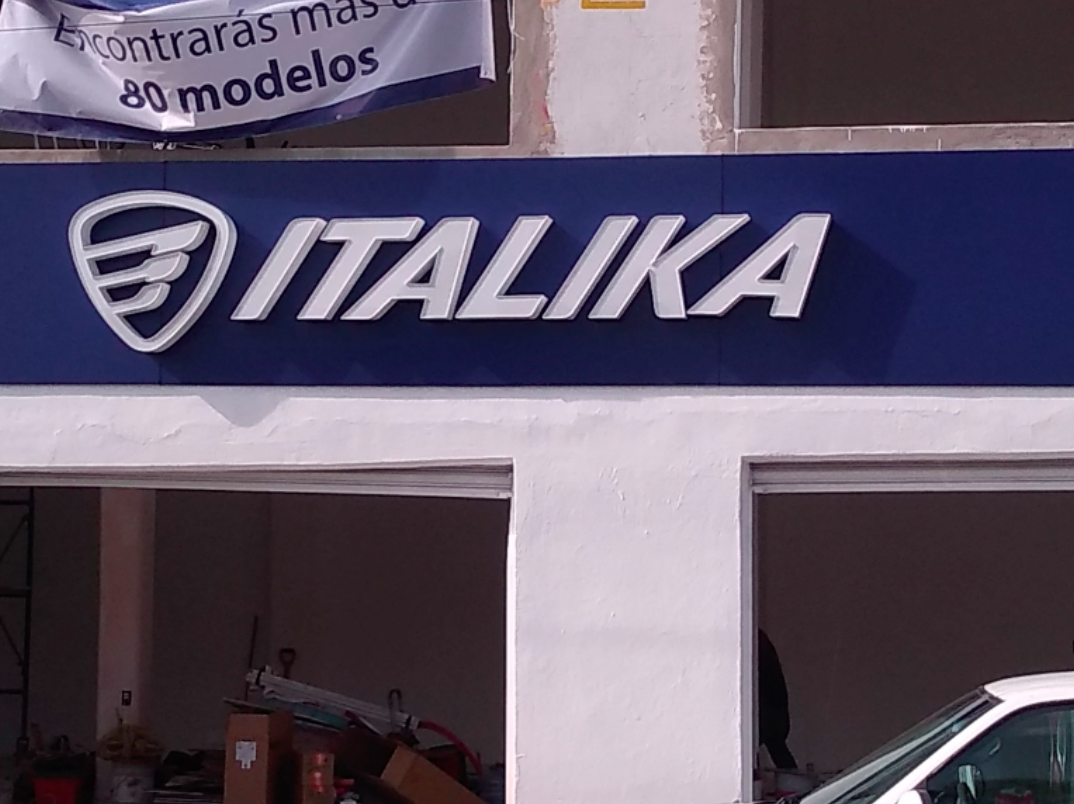 Encontrarás más
80 modelos
ITALIKA